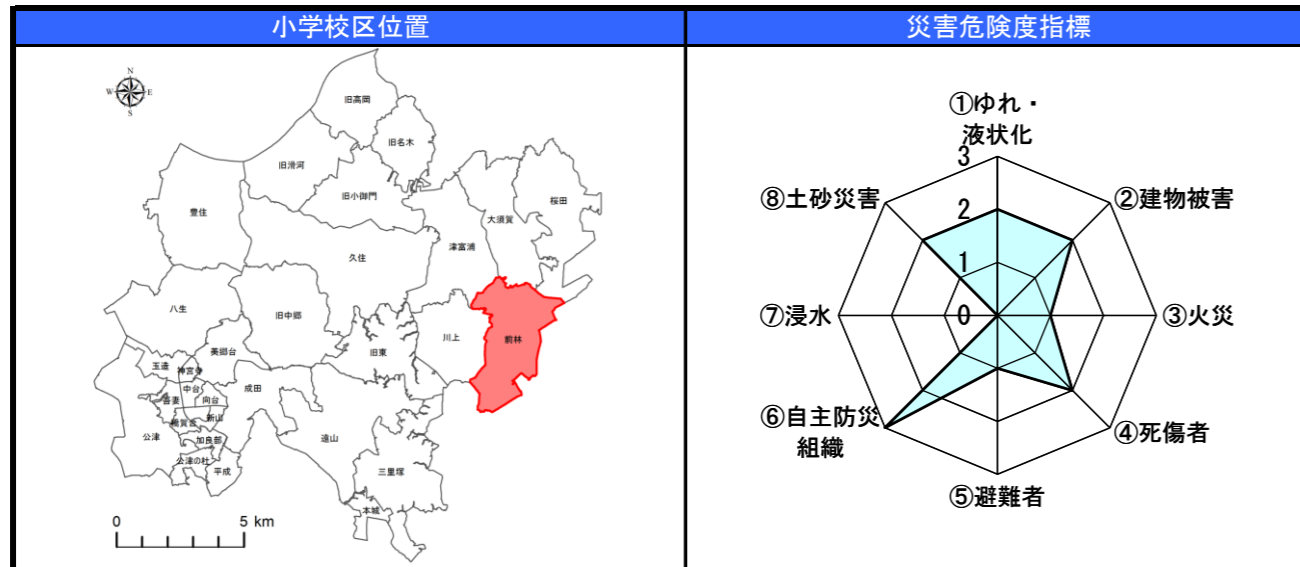 小学校区位置
災害危険度指標
N
W
E
S
旧高岡
旧名木
旧滑河
旧小御門
桜田
大須賀
豊住
津富浦
久住
八生
旧中郷
川上
前林
旧東
美郷台
玉造
神宮寺
成田
中台
吾妻
向台
新山
橋賀台
公津
加良部
遠山
公津の杜
平成
三里塚
本城
0
5 km
①ゆれ・
液状化
3
⑧土砂災害
②建物被害
2
1
⑦浸水
0
③火災
⑥自主防災
組織
④死傷者
⑤避難者